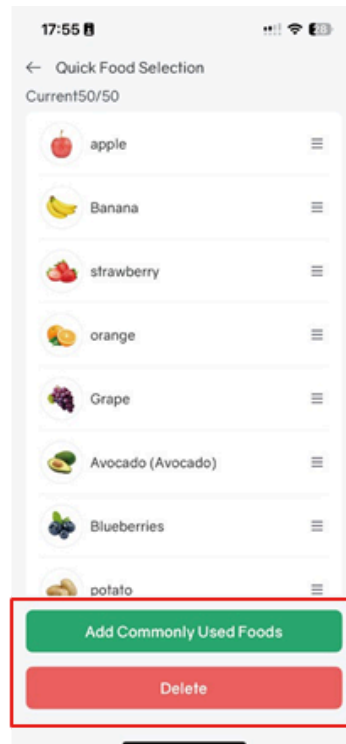 17:55
28
← Quick Food Selection
Current50/50
apple
Banana
strawberry
orange
Grape
Avocado (Avocado)
Blueberries
potato
Add Commonly Used Foods
Delete